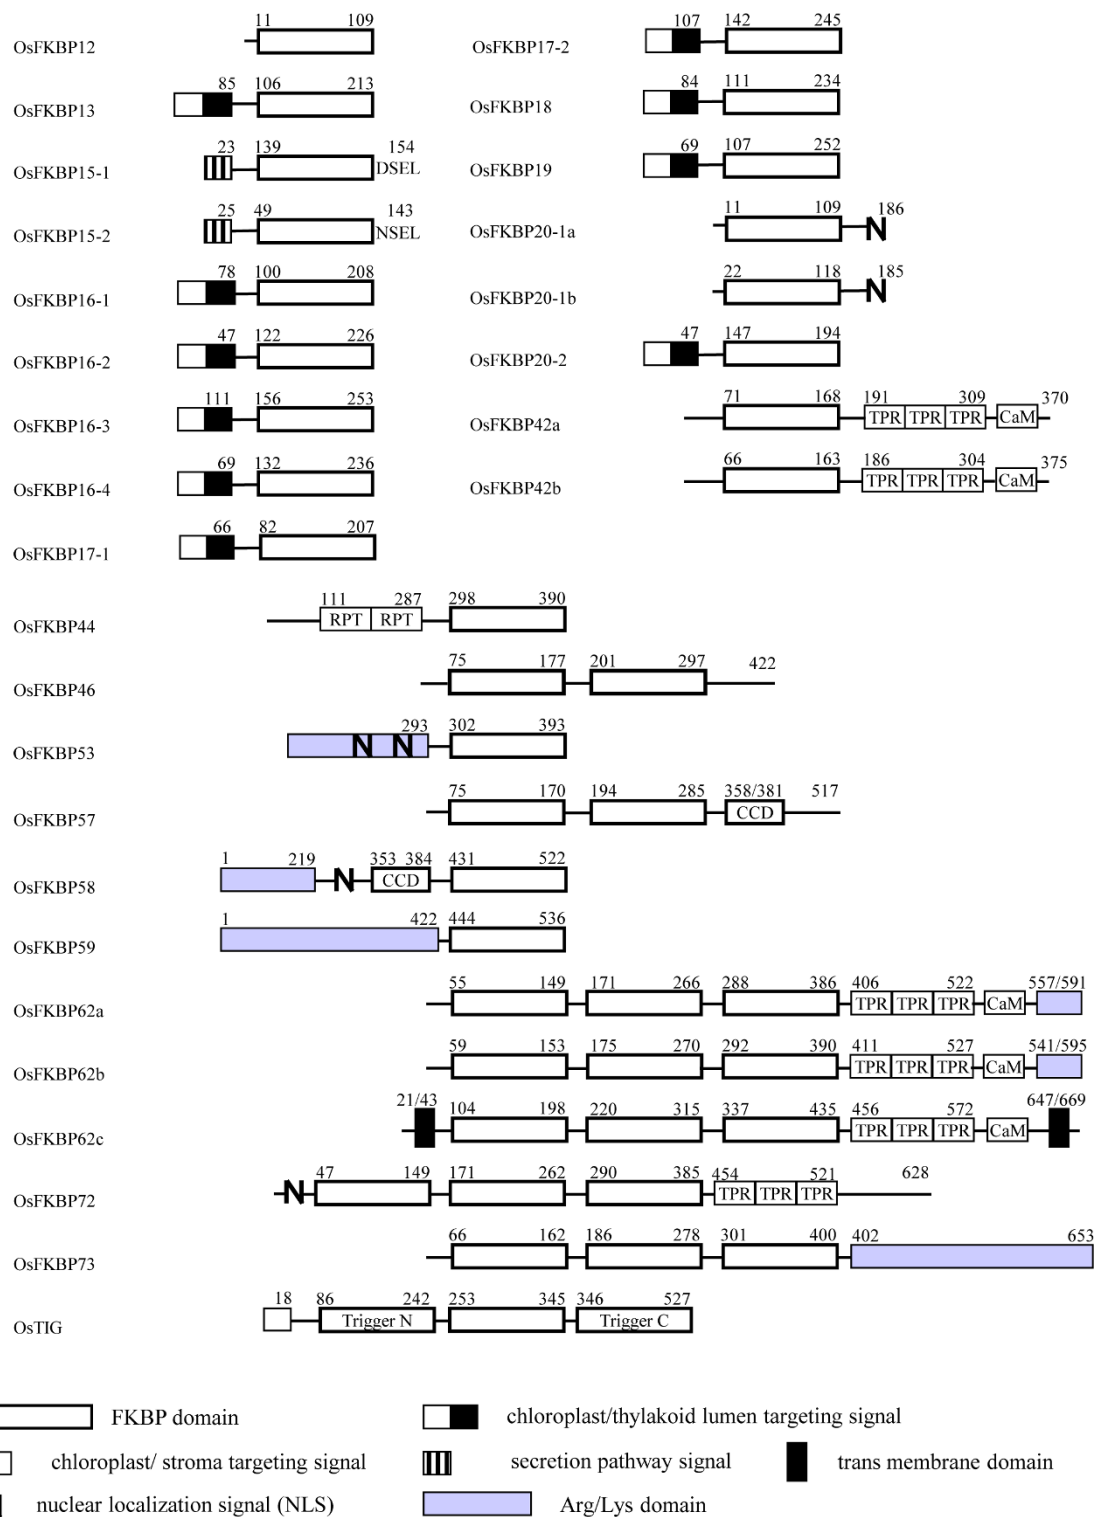 11 109
OsFKBP12
85 106 213
OsFKBP13
23 139 154
OsFKBP15-1 DSEL
25 49 143
OsFKBP15-2 NSEL
78 100 208
OsFKBP16-1
47 122 226
OsFKBP16-2
111 156 253
OsFKBP16-3
69 132 236
OsFKBP16-4
66 82 207
OsFKBP17-1
107 142 245
OsFKBP17-2
84 111 234
OsFKBP18
69 107 252
OsFKBP19
11 109 186
OsFKBP20-1a N
22 118 185
OsFKBP20-1b N
47 147 194
OsFKBP20-2
71 168 191 309 370
OsFKBP42a TPR TPR TPR CaM
66 163 186 304 375
OsFKBP42b TPR TPR TPR CaM
111 287 298 390
OsFKBP44 RPT RPT
75 177 201 297 422
OsFKBP46
293 302 393
OsFKBP53 N N
75 170 194 285 358/381 517
OsFKBP57 CCD
1 219 353 384 431 522
OsFKBP58 N CCD
1 422 444 536
OsFKBP59
55 149 171 266 288 386 406 522 557/591
OsFKBP62a TPR TPR TPR CaM
59 153 175 270 292 390 411 527 541/595
OsFKBP62b TPR TPR TPR CaM
21/43 104 198 220 315 337 435 456 572 647/669
OsFKBP62c TPR TPR TPR CaM
47 149 171 262 290 385 454 521 628
OsFKBP72 N TPR TPR TPR
66 162 186 278 301 400 402 653
OsFKBP73
18 86 242 253 345 346 527
OsTIG Trigger N Trigger C
FKBP domain
chloroplast/thylakoid lumen targeting signal
chloroplast/ stroma targeting signal
secretion pathway signal
trans membrane domain
nuclear localization signal (NLS)
Arg/Lys domain